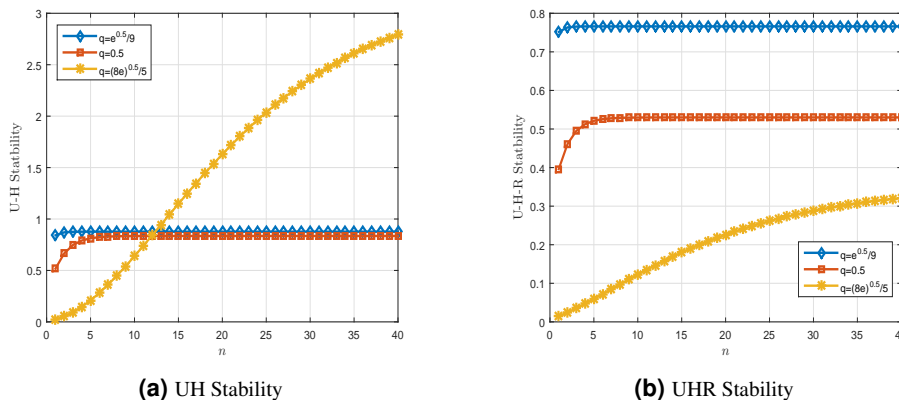 3
2.5
2
1.5
1
0.5
0
U-H Statbility
0 5 10 15 20 25 30 35 40
n
q=e^0.5/9
q=0.5
q=(8e)^0.5/5
(a) UH Stability
0.8
0.7
0.6
0.5
0.4
0.3
0.2
0.1
0
U-H-R Statbility
0 5 10 15 20 25 30 35 40
n
q=e^0.5/9
q=0.5
q=(8e)^0.5/5
(b) UHR Stability